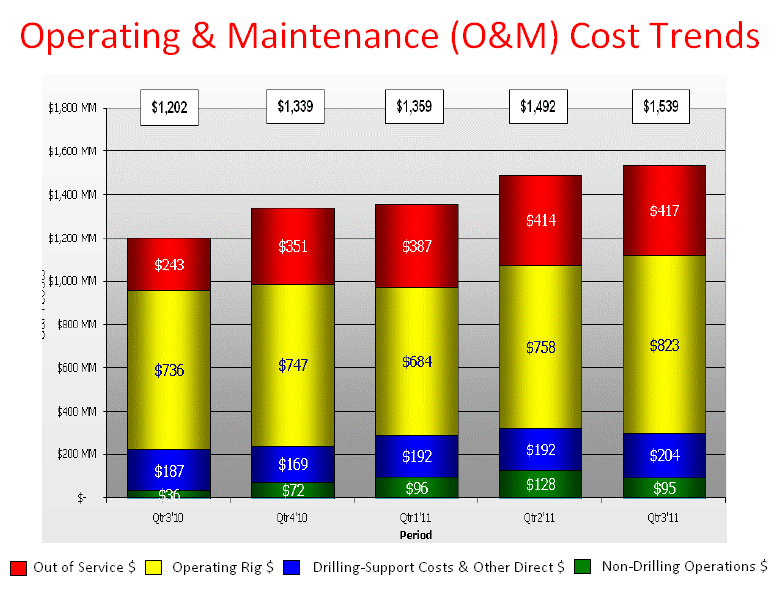 Operating & Maintenance (O&M) Cost Trends
$1,202 $1,339 $1,359 $1,492 $1,539
$1,800 MM
$1,600 MM
$1,400 MM
$1,200 MM
$1,000 MM
$800 MM
$600 MM
$400 MM
$200 MM
$-
$243 $351 $387 $414 $417
$736 $747 $684 $758 $823
$187 $169 $192 $192 $204
$36 $72 $96 $128 $95
Qtr3'10 Qtr4'10 Qtr1'11 Qtr2'11 Qtr3'11
Period
Out of Service $ Operating Rig $ Drilling-Support Costs & Other Direct $ Non-Drilling Operations $